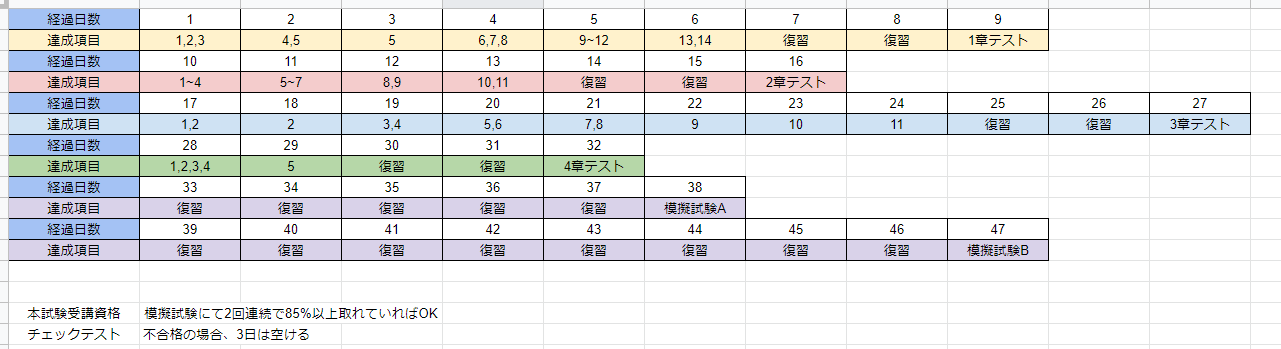 経過日数 1 2 3 4 5 6 7 8 9
達成項目 1,2,3 4,5 5 6,7,8 9~12 13,14 復習 復習 1章テスト
経過日数 10 11 12 13 14 15 16
達成項目 1~4 5~7 8,9 10,11 復習 復習 2章テスト
経過日数 17 18 19 20 21 22 23 24 25 26 27
達成項目 1,2 2 3,4 5,6 7,8 9 10 11 復習 復習 3章テスト
経過日数 28 29 30 31 32
達成項目 1,2,3,4 5 復習 復習 4章テスト
経過日数 33 34 35 36 37 38
達成項目 復習 復習 復習 復習 復習 模擬試験A
経過日数 39 40 41 42 43 44 45 46 47
達成項目 復習 復習 復習 復習 復習 復習 復習 復習 模擬試験B
本試験受講資格 模擬試験にて2回連続で85%以上取れていればOK
チェックテスト 不合格の場合、3日は空ける